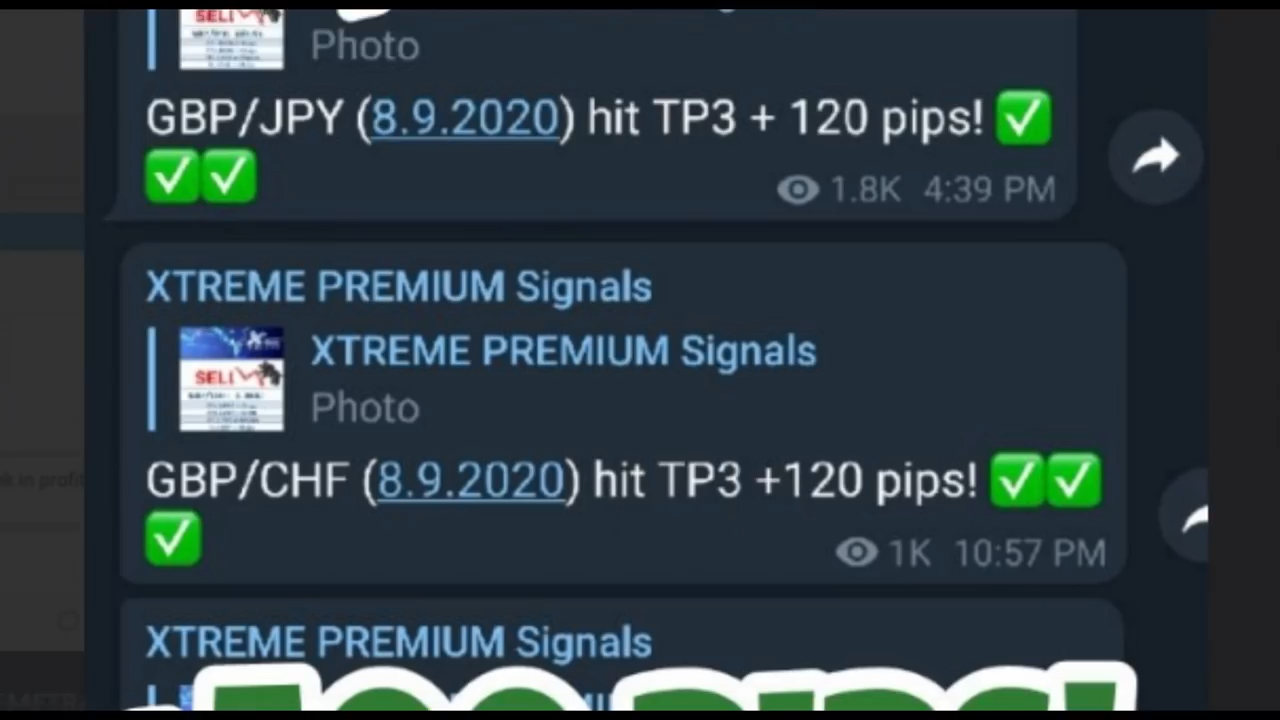 SELL
Photo
GBP/JPY (8.9.2020) hit TP3 + 120 pips! ✅
✅✅
1.8K 4:39 PM
XTREME PREMIUM Signals
XTREME PREMIUM Signals
SELL
Photo
GBP/CHF (8.9.2020) hit TP3 +120 pips! ✅✅
✅
1K 10:57 PM
XTREME PREMIUM Signals
PIPS!